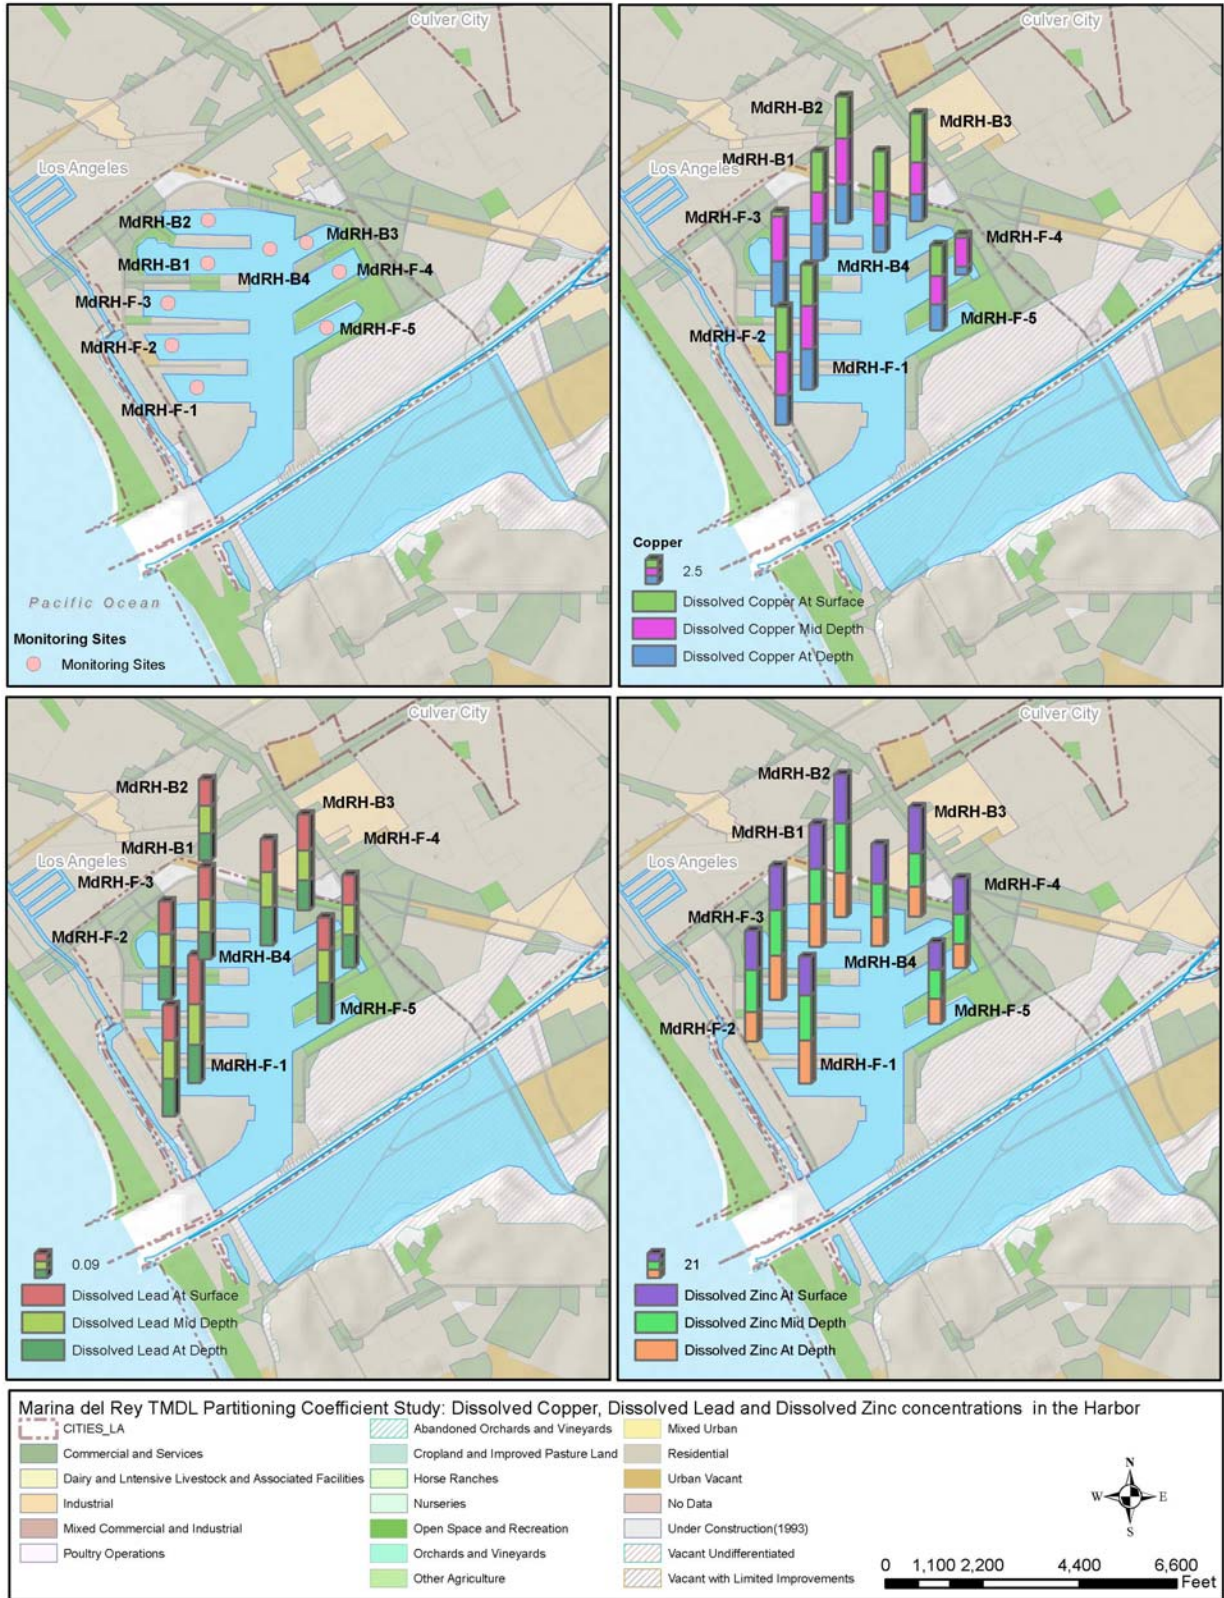 Culver City
Los Angeles
MdRH-B2
MdRH-B3
MdRH-B1
MdRH-B4
MdRH-F-4
MdRH-F-3
MdRH-F-5
MdRH-F-2
MdRH-F-1
Pacific Ocean
Monitoring Sites
Monitoring Sites
Culver City
MdRH-B2
MdRH-B3
MdRH-B1
Los Angeles
MdRH-F-3
MdRH-F-4
MdRH-B4
MdRH-F-5
MdRH-F-2
MdRH-F-1
Copper
2.5
Dissolved Copper At Surface
Dissolved Copper Mid Depth
Dissolved Copper At Depth
Culver City
MdRH-B2
MdRH-B3
MdRH-F-4
MdRH-B1
Los Angeles
MdRH-F-3
MdRH-F-2
MdRH-B4
MdRH-F-5
MdRH-F-1
0.09
Dissolved Lead At Surface
Dissolved Lead Mid Depth
Dissolved Lead At Depth
Culver City
MdRH-B2
MdRH-B3
MdRH-B1
Los Angeles
MdRH-F-4
MdRH-F-3
MdRH-B4
MdRH-F-5
MdRH-F-2
MdRH-F-1
21
Dissolved Zinc At Surface
Dissolved Zinc Mid Depth
Dissolved Zinc At Depth
Marina del Rey TMDL Partitioning Coefficient Study: Dissolved Copper, Dissolved Lead and Dissolved Zinc concentrations in the Harbor
CITIES_LA
Commercial and Services
Dairy and Lntensive Livestock and Associated Facilities
Industrial
Mixed Commercial and Industrial
Poultry Operations
Abandoned Orchards and Vineyards
Cropland and Improved Pasture Land
Horse Ranches
Nurseries
Open Space and Recreation
Orchards and Vineyards
Other Agriculture
Mixed Urban
Residential
Urban Vacant
No Data
Under Construction(1993)
Vacant Undifferentiated
Vacant with Limited Improvements
N
W E
S
0 1,100 2,200 4,400 6,600
Feet